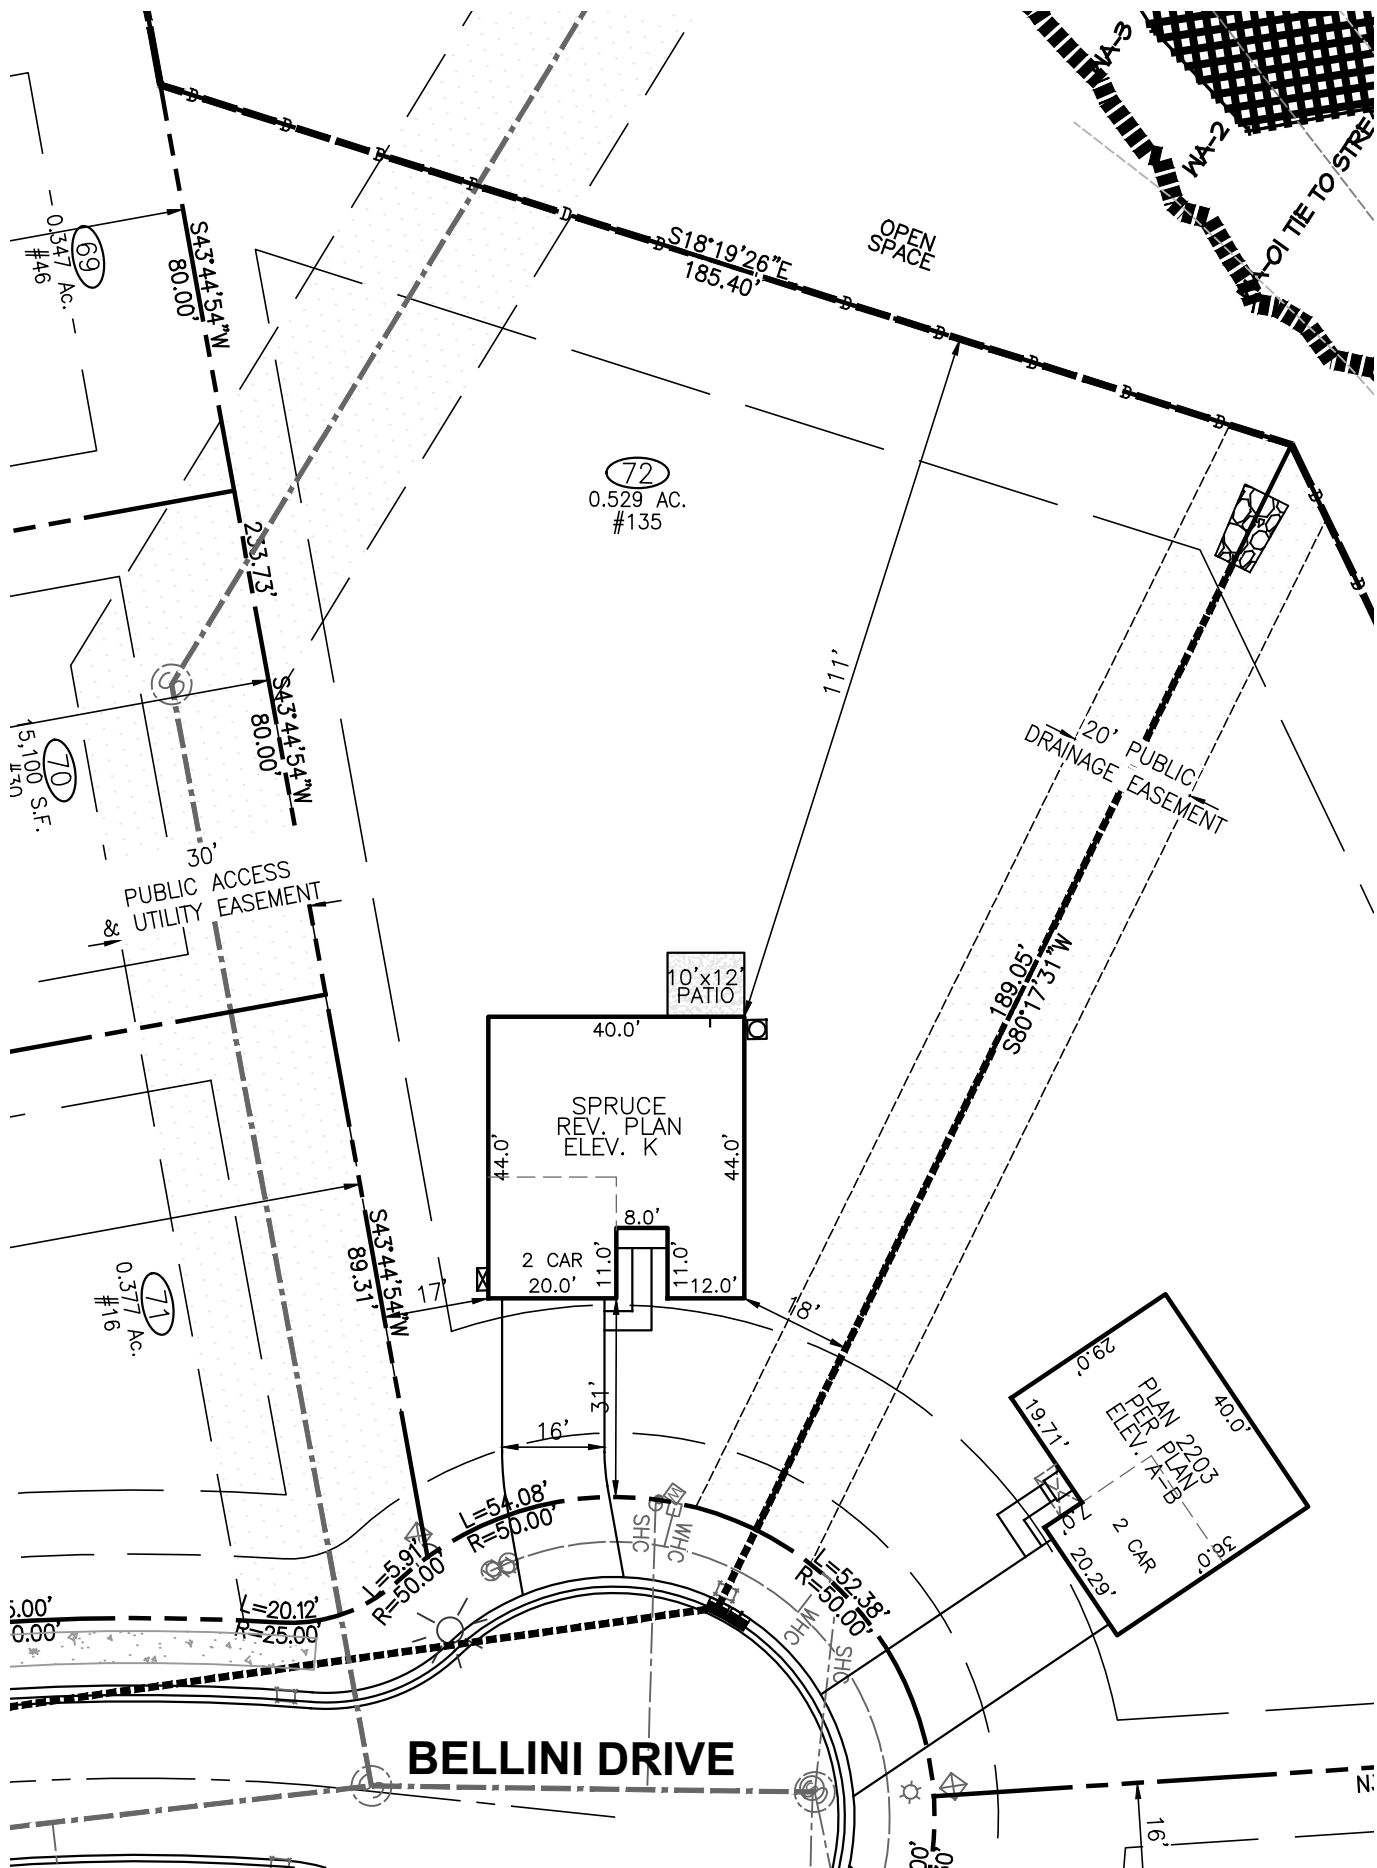 WA-3
WA-2
-01 TIE TO STRE
OPEN
SPACE
S18°19'26"E
185.40'
69
0.347 Ac.
#46
S43°44'54"W
80.00'
72
0.529 AC.
#135
233.73'
111'
S43°44'54"W
80.00'
70
15,100 S.F.
#30
20' PUBLIC
DRAINAGE EASEMENT
30'
PUBLIC ACCESS
& UTILITY EASEMENT
189.05'
S80°17'31"W
10'x12'
PATIO
40.0'
SPRUCE
REV. PLAN
ELEV. K
44.0'
44.0'
8.0'
11.0'
11.0'
2 CAR
20.0'
12.0'
S43°44'54"W
89.31'
71
0.377 Ac.
#16
17'
18'
31'
16'
29.0'
40.0'
19.71'
PLAN 2203
PER PLAN
ELEV. A-B
2 CAR
36.0'
20.29'
L=54.08'
R=50.00'
SHC
WHC
L=5.91'
R=50.00
L=52.38'
R=50.00'
WHC
SHC
L=20.12'
R=25.00'
5.00'
0.00'
BELLINI DRIVE
16'